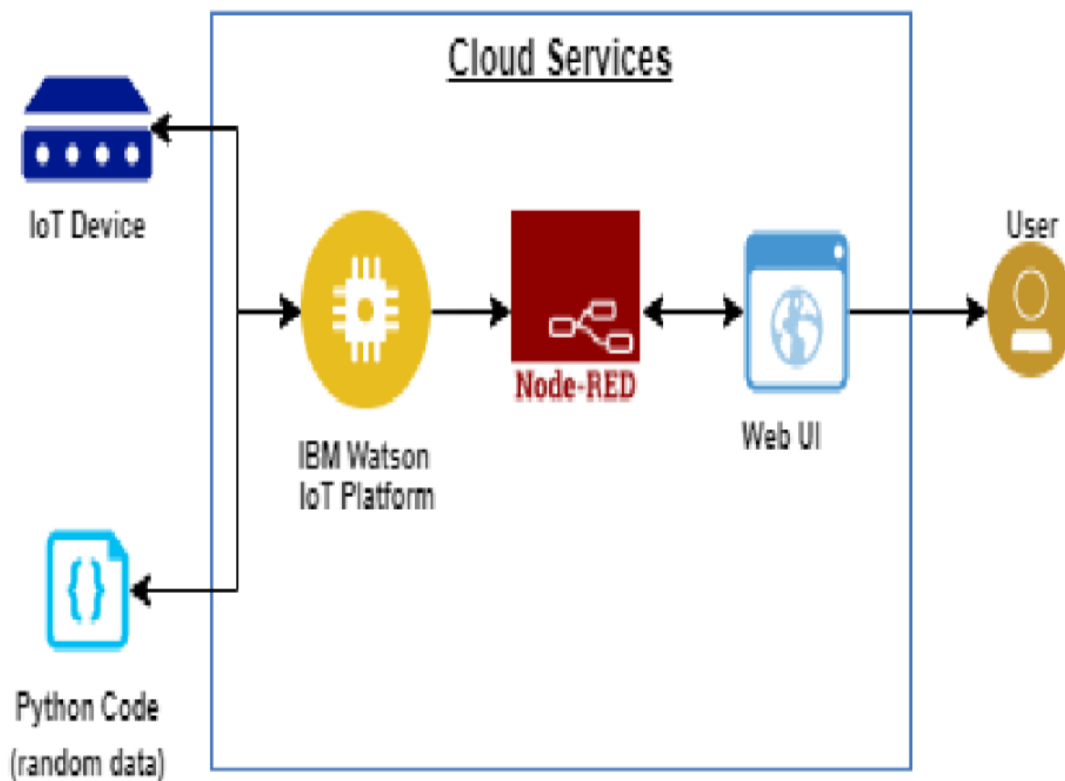 Cloud Services
IoT Device
User
Node-RED
Web UI
IBM Watson
IoT Platform
{ }
Python Code
(random data)